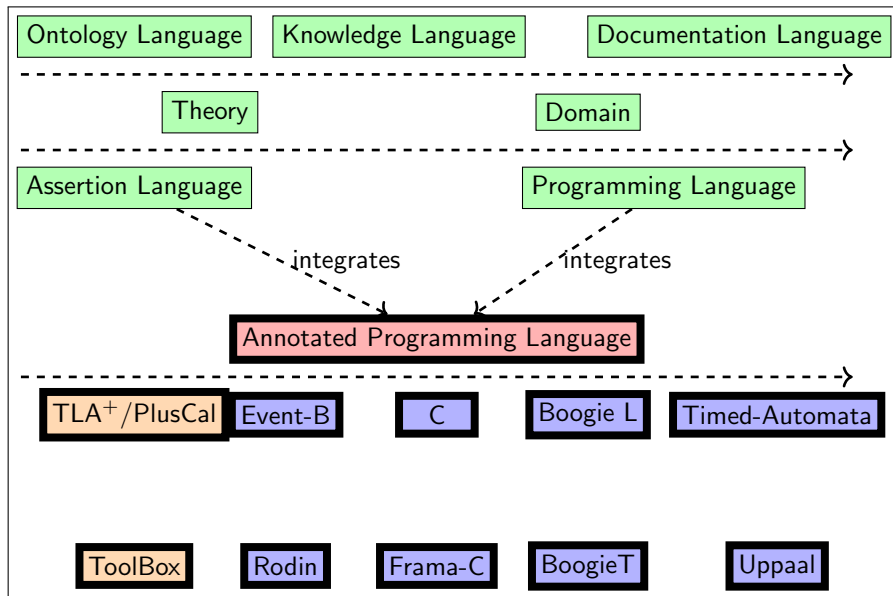 Ontology Language Knowledge Language Documentation Language
Theory Domain
Assertion Language Programming Language
integrates integrates
Annotated Programming Language
TLA⁺/PlusCal Event-B C Boogie L Timed-Automata
ToolBox Rodin Frama-C BoogieT Uppaal